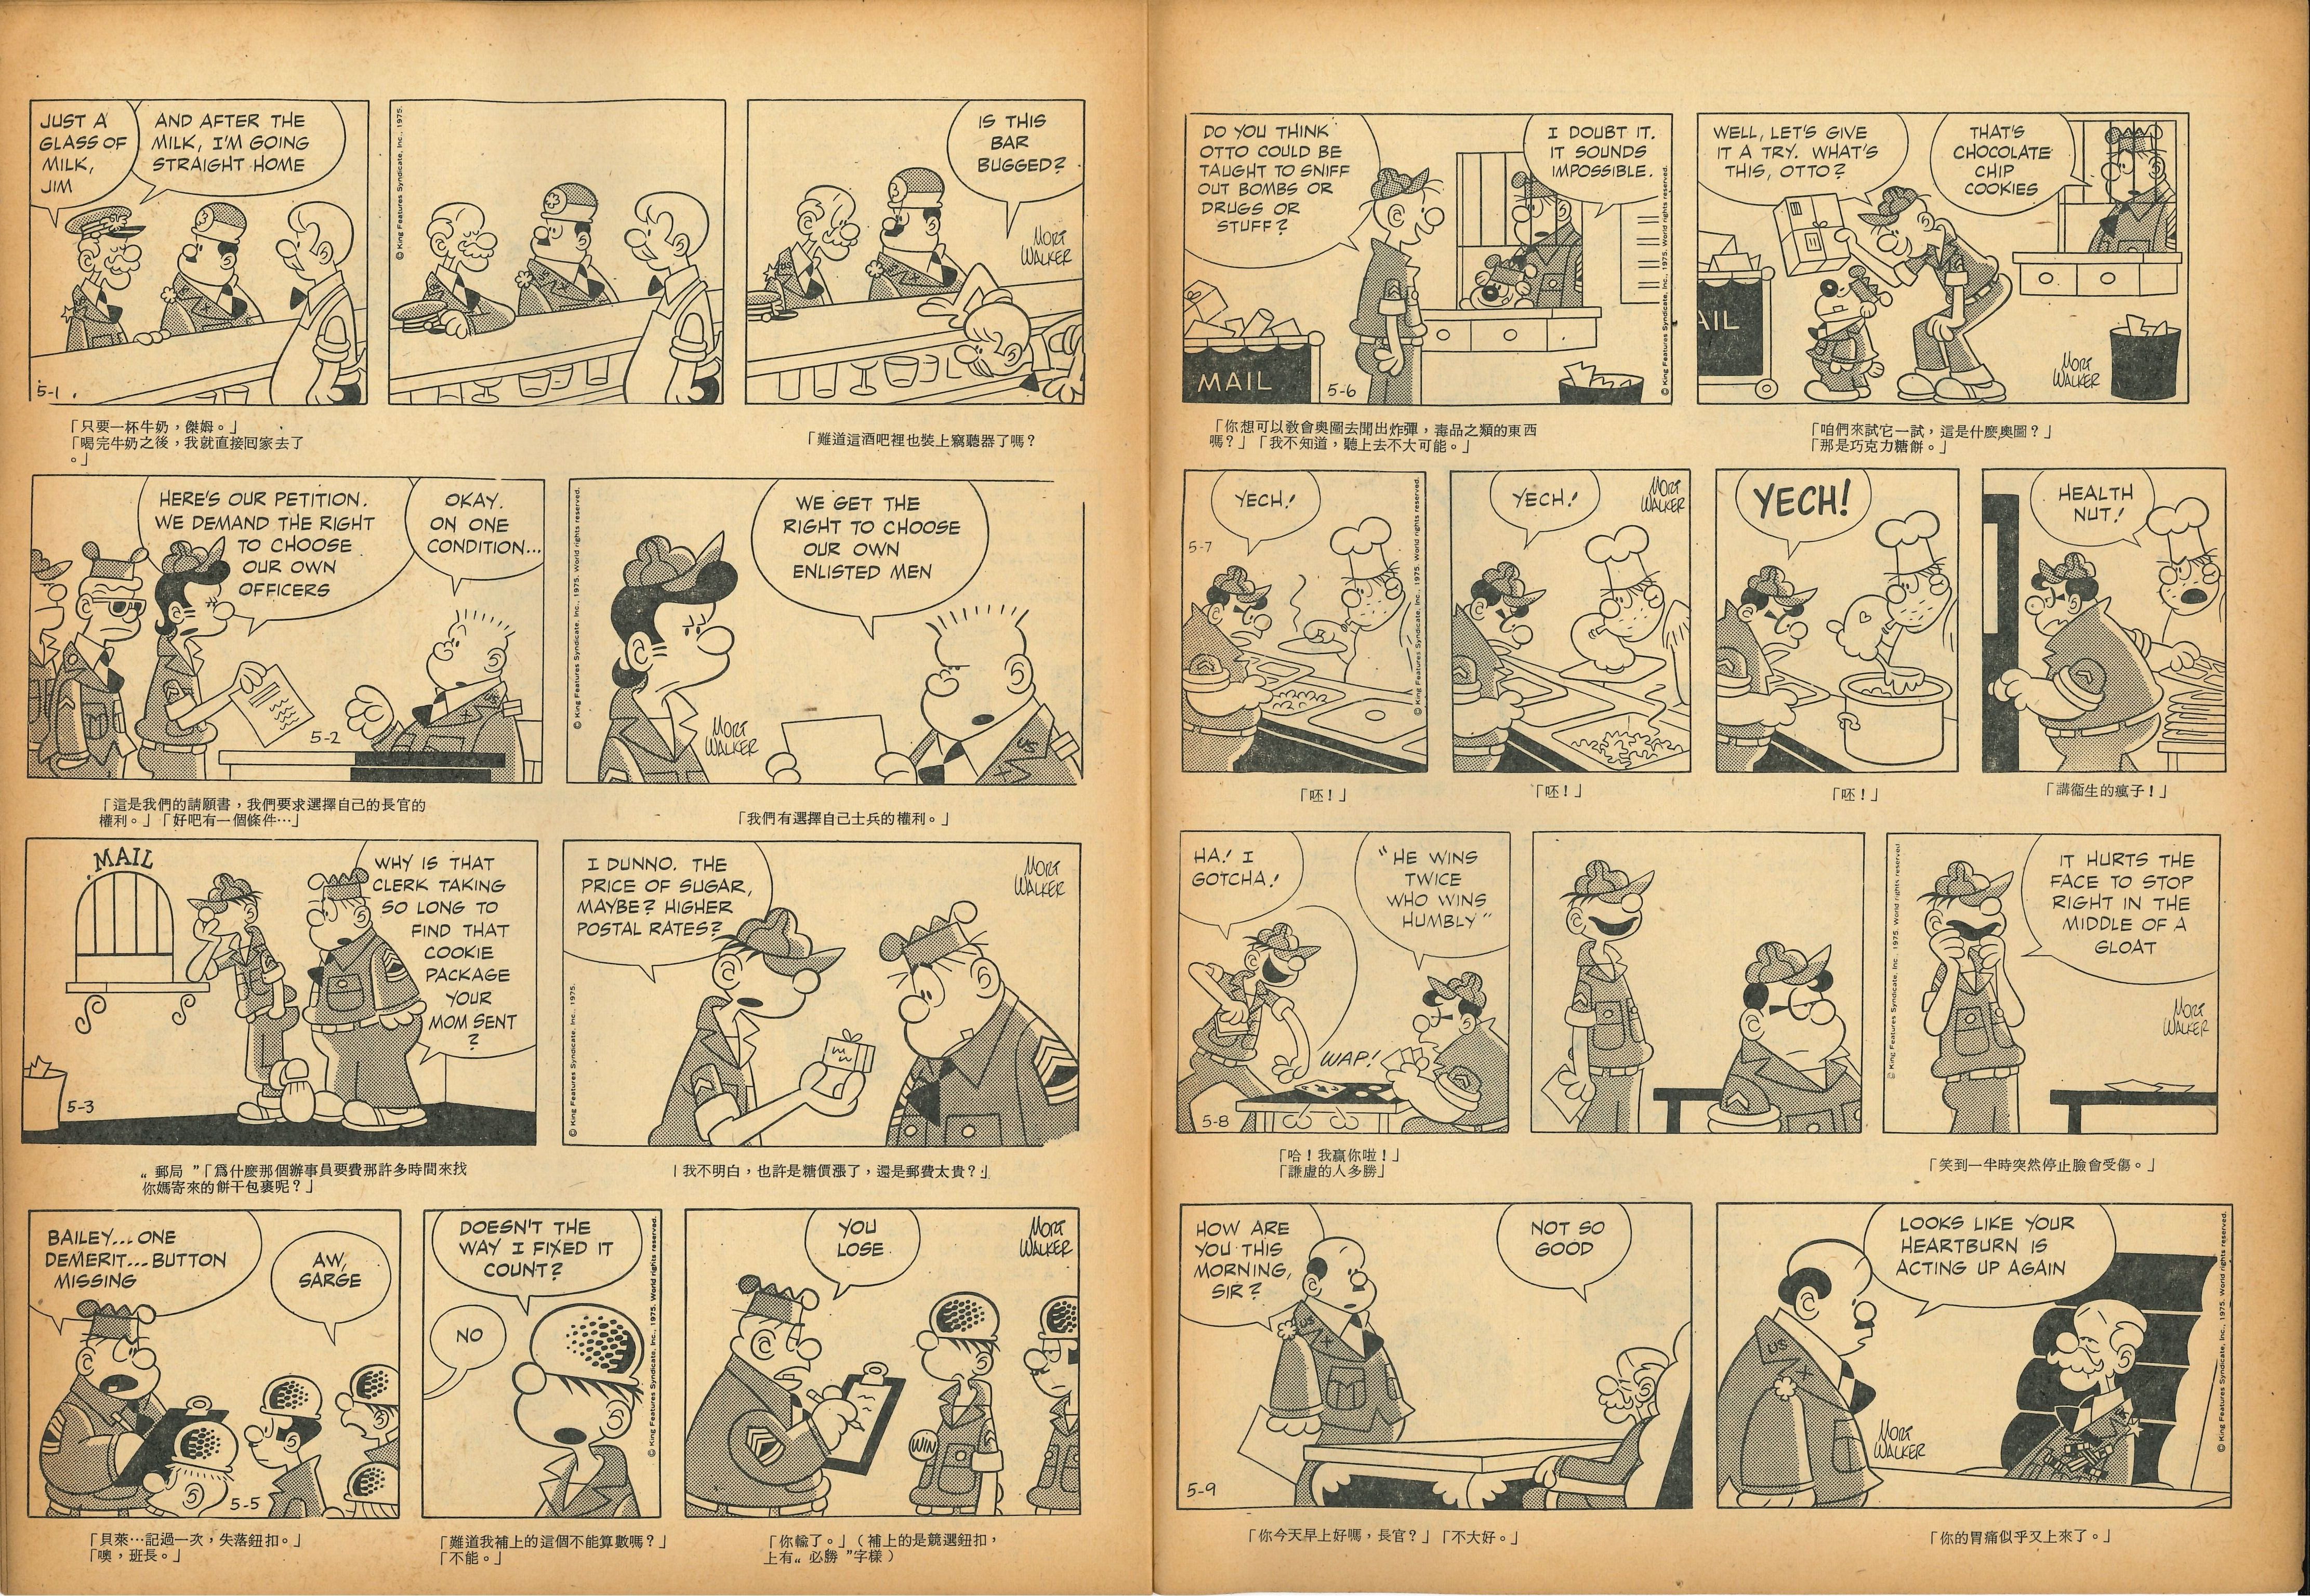 JUST A
GLASS OF
MILK,
JIM
AND AFTER THE
MILK, I'M GOING
STRAIGHT HOME
5-1
© King Features Syndicate, Inc., 1975.
IS THIS
BAR
BUGGED?
MORT
WALKER
「只要一杯牛奶，傑姆。」
「喝完牛奶之後，我就直接回家去了
。」
「難道這酒吧裡也裝上竊聽器了嗎？
HERE'S OUR PETITION.
WE DEMAND THE RIGHT
TO CHOOSE
OUR OWN
OFFICERS
OKAY.
ON ONE
CONDITION...
5-2
© King Features Syndicate, Inc., 1975. World rights reserved.
WE GET THE
RIGHT TO CHOOSE
OUR OWN
ENLISTED MEN
MORT
WALKER
US
「這是我們的請願書，我們要求選擇自己的長官的
權利。」「好吧有一個條件…」
「我們有選擇自己士兵的權利。」
MAIL
WHY IS THAT
CLERK TAKING
SO LONG TO
FIND THAT
COOKIE
PACKAGE
YOUR
MOM SENT
?
5-3
I DUNNO. THE
PRICE OF SUGAR,
MAYBE? HIGHER
POSTAL RATES?
© King Features Syndicate, Inc., 1975.
MORT
WALKER
“郵局”「爲什麼那個辦事員要費那許多時間來找
你媽寄來的餅干包裹呢？」
「我不明白，也許是糖價漲了，還是郵費太貴？」
BAILEY... ONE
DEMERIT... BUTTON
MISSING
AW,
SARGE
5-5
DOESN'T THE
WAY I FIXED IT
COUNT?
NO
© King Features Syndicate, Inc., 1975. World rights reserved.
YOU
LOSE
WIN
MORT
WALKER
「貝萊…記過一次，失落鈕扣。」
「噢，班長。」
「難道我補上的這個不能算數嗎？」
「不能。」
「你輸了。」（補上的是競選鈕扣，
上有“必勝”字樣）
DO YOU THINK
OTTO COULD BE
TAUGHT TO SNIFF
OUT BOMBS OR
DRUGS OR
STUFF?
I DOUBT IT.
IT SOUNDS
IMPOSSIBLE.
MAIL
5-6
© King Features Syndicate, Inc., 1975. World rights reserved.
WELL, LET'S GIVE
IT A TRY. WHAT'S
THIS, OTTO?
THAT'S
CHOCOLATE
CHIP
COOKIES
AIL
MORT
WALKER
「你想可以教會奧圖去聞出炸彈，毒品之類的東西
嗎？」「我不知道，聽上去不大可能。」
「咱們來試它一試，這是什麼奧圖？」
「那是巧克力糖餅。」
YECH!
5-7
© King Features Syndicate, Inc., 1975. World rights reserved.
YECH!
MORT
WALKER
YECH!
HEALTH
NUT!
「呸！」
「呸！」
「呸！」
「講衞生的瘋子！」
HA! I
GOTCHA!
"HE WINS
TWICE
WHO WINS
HUMBLY"
WAP!
5-8
© King Features Syndicate, Inc., 1975. World rights reserved
IT HURTS THE
FACE TO STOP
RIGHT IN THE
MIDDLE OF A
GLOAT
MORT
WALKER
「哈！我贏你啦！」
「謙虛的人多勝」
「笑到一半時突然停止臉會受傷。」
HOW ARE
YOU THIS
MORNING,
SIR?
NOT SO
GOOD
US
5-9
LOOKS LIKE YOUR
HEARTBURN IS
ACTING UP AGAIN
US
MORT
WALKER
© King Features Syndicate, Inc., 1975. World rights reserved.
「你今天早上好嗎，長官？」「不大好。」
「你的胃痛似乎又上來了。」